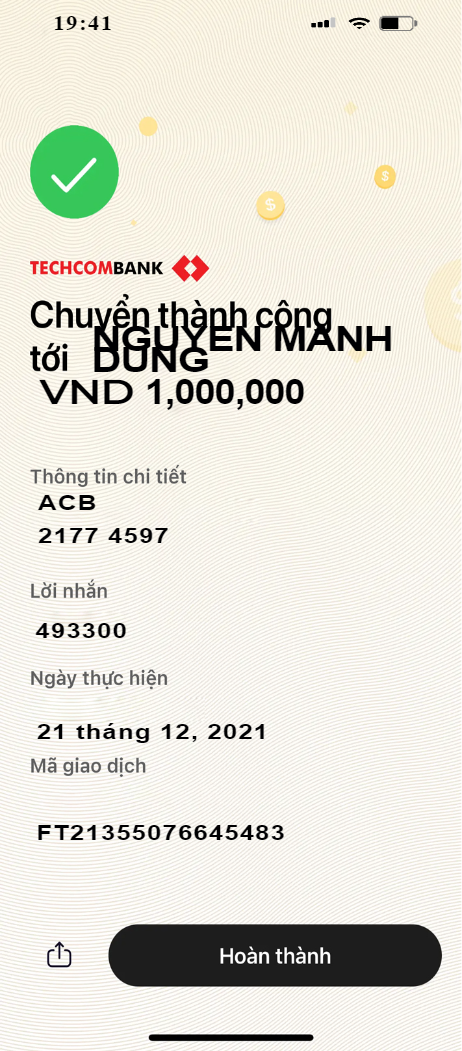 19:41
TECHCOMBANK
Chuyển thành công
tới NGUYEN MANH
DUNG
VND 1,000,000
Thông tin chi tiết
ACB
2177 4597
Lời nhắn
493300
Ngày thực hiện
21 tháng 12, 2021
Mã giao dịch
FT21355076645483
Hoàn thành